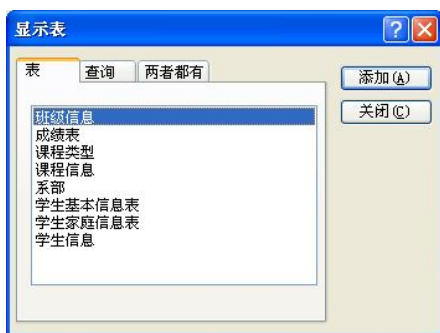 显示表
表 查询 两者都有
添加(A)
关闭(C)
班级信息
成绩表
课程类型
课程信息
系部
学生基本信息表
学生家庭信息表
学生信息